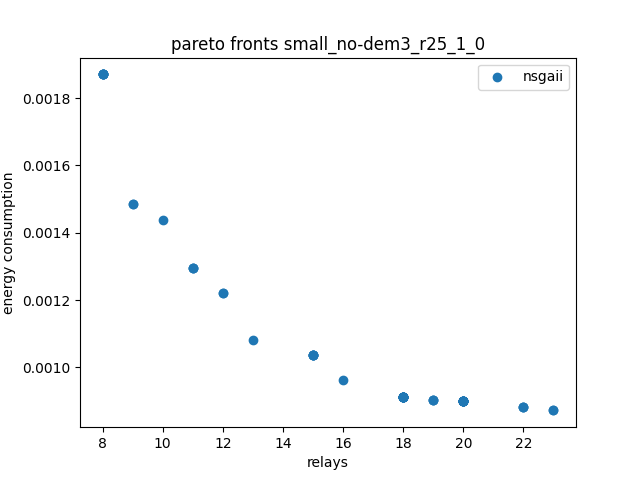 pareto fronts small_no-dem3_r25_1_0
nsgaii
0.0018
0.0016
0.0014
0.0012
0.0010
energy consumption
8 10 12 14 16 18 20 22
relays